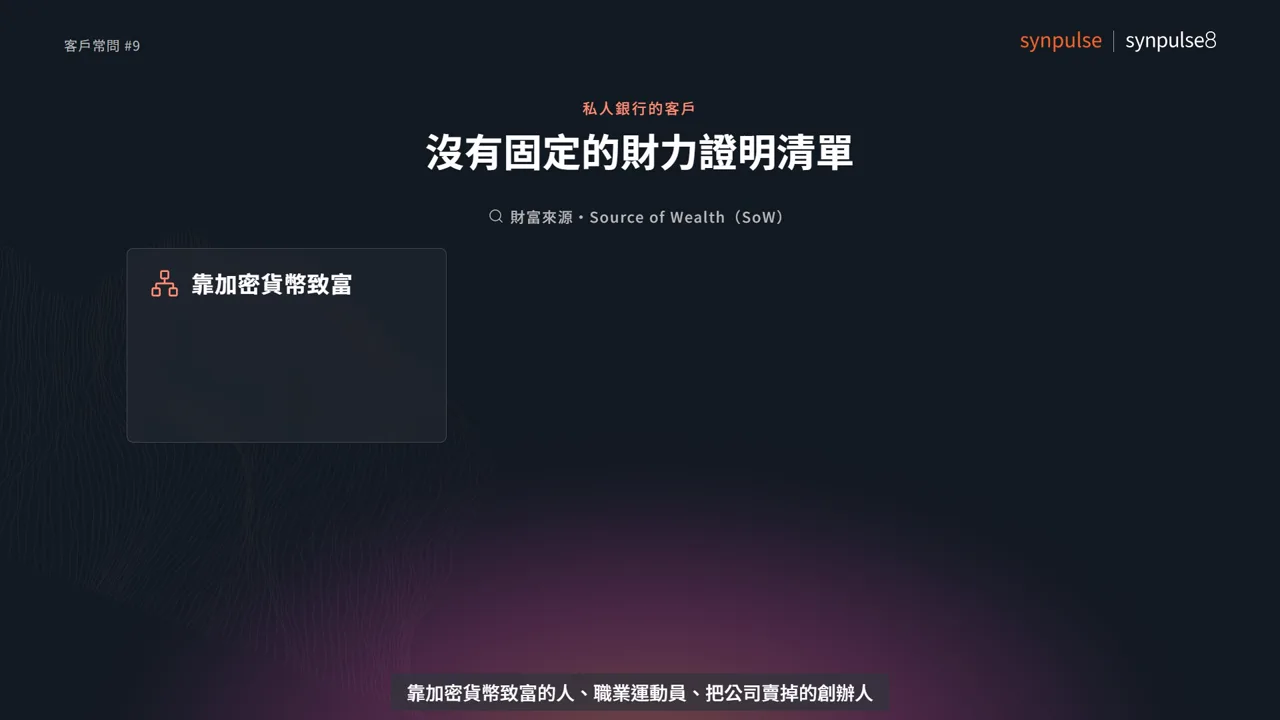 客戶常問 #9
synpulse | synpulse8
私人銀行的客戶
沒有固定的財力證明清單
財富來源・Source of Wealth（SoW）
靠加密貨幣致富
靠加密貨幣致富的人、職業運動員、把公司賣掉的創辦人